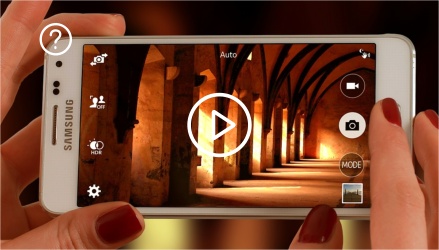 ?
Auto
OFF
SAMSUNG
HDR
MODE